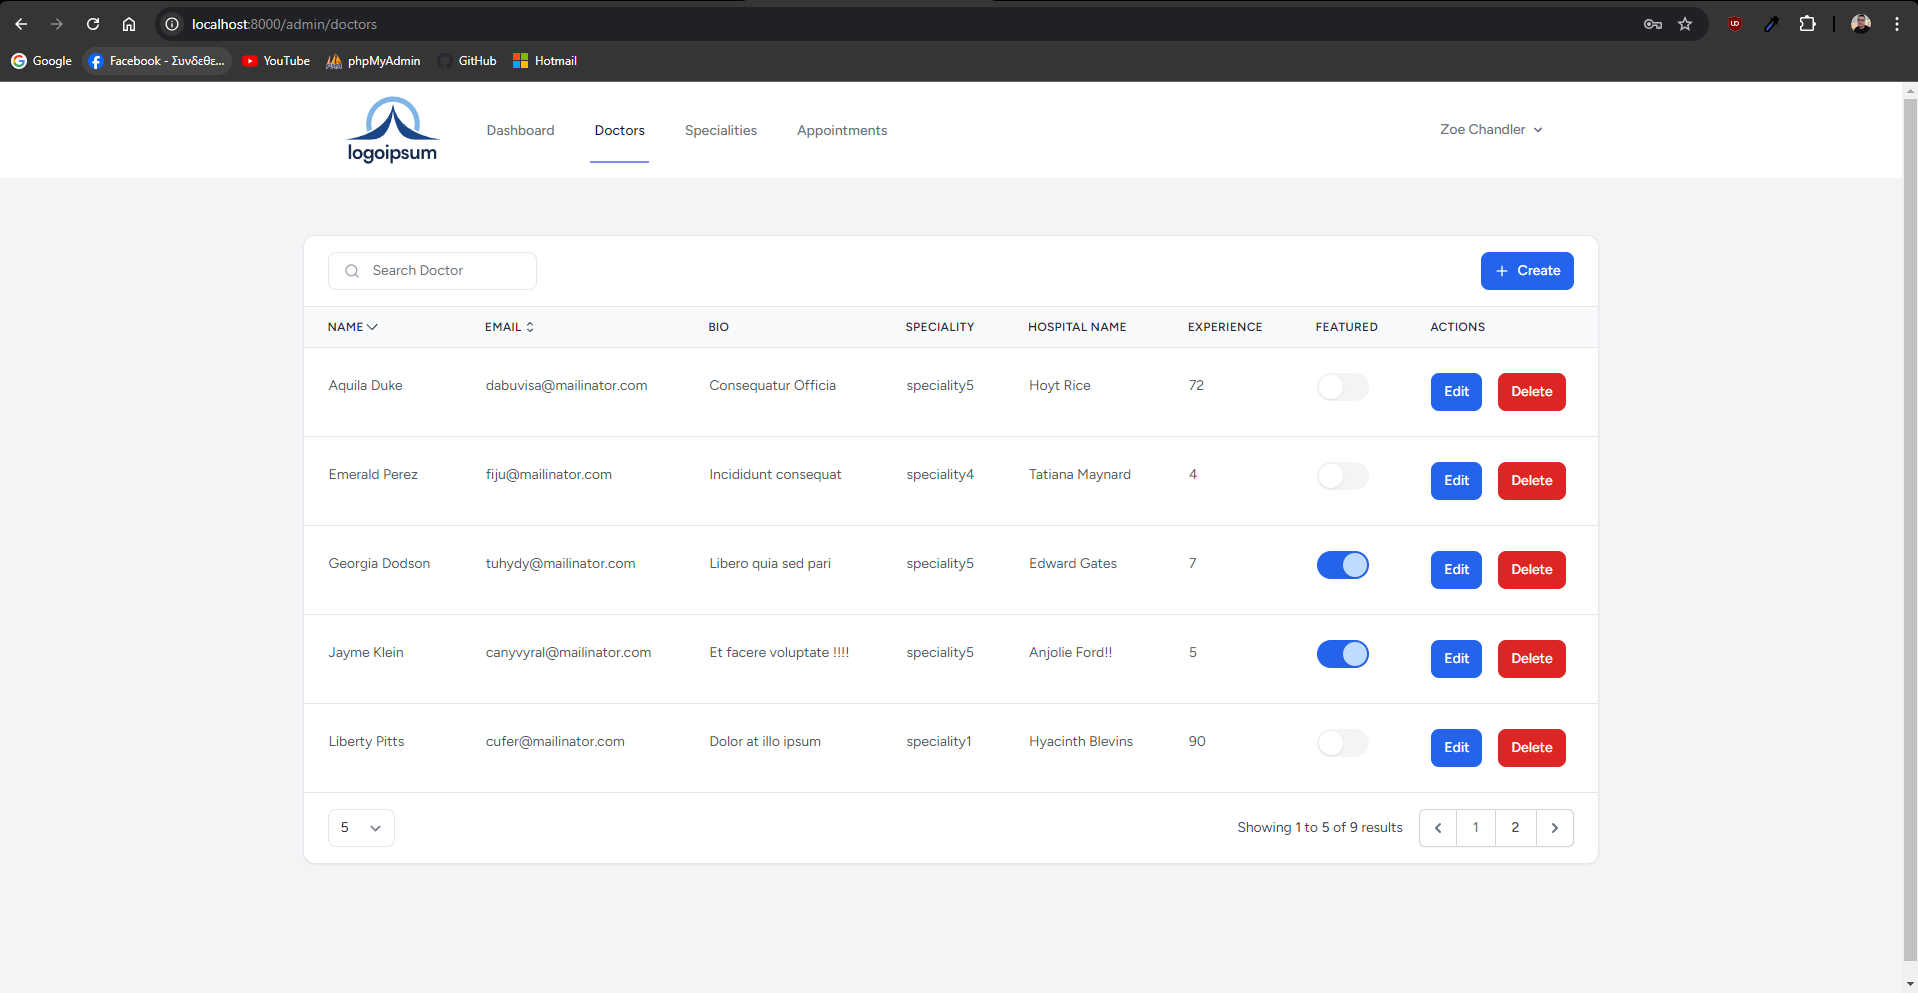 localhost:8000/admin/doctors
Google Facebook - Συνδεθε... YouTube phpMyAdmin GitHub Hotmail
logoipsum
Dashboard Doctors Specialities Appointments Zoe Chandler
Search Doctor + Create
NAME EMAIL BIO SPECIALITY HOSPITAL NAME EXPERIENCE FEATURED ACTIONS
Aquila Duke dabuvisa@mailinator.com Consequatur Officia speciality5 Hoyt Rice 72 Edit Delete
Emerald Perez fiju@mailinator.com Incididunt consequat speciality4 Tatiana Maynard 4 Edit Delete
Georgia Dodson tuhydy@mailinator.com Libero quia sed pari speciality5 Edward Gates 7 Edit Delete
Jayme Klein canyvyral@mailinator.com Et facere voluptate !!!! speciality5 Anjolie Ford!! 5 Edit Delete
Liberty Pitts cufer@mailinator.com Dolor at illo ipsum speciality1 Hyacinth Blevins 90 Edit Delete
5 Showing 1 to 5 of 9 results 1 2